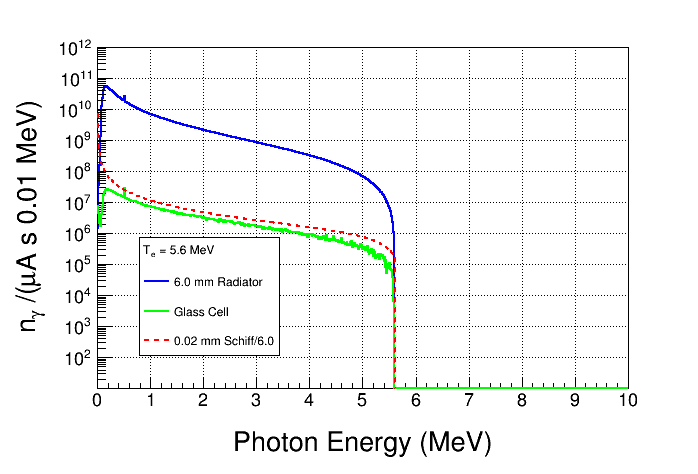 10¹²
10¹¹
10¹⁰
10⁹
10⁸
10⁷
10⁶
10⁵
10⁴
10³
10²
n_γ /(μA s 0.01 MeV)
T_e = 5.6 MeV
6.0 mm Radiator
Glass Cell
0.02 mm Schiff/6.0
0 1 2 3 4 5 6 7 8 9 10
Photon Energy (MeV)